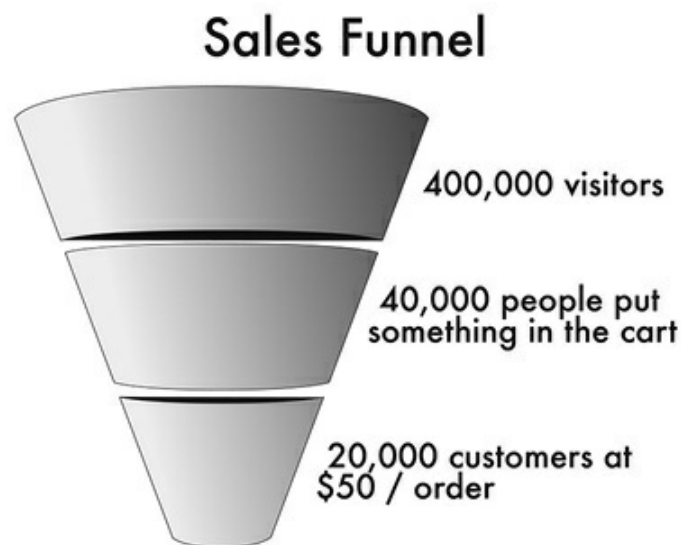 Sales Funnel
400,000 visitors
40,000 people put
something in the cart
20,000 customers at
$50 / order